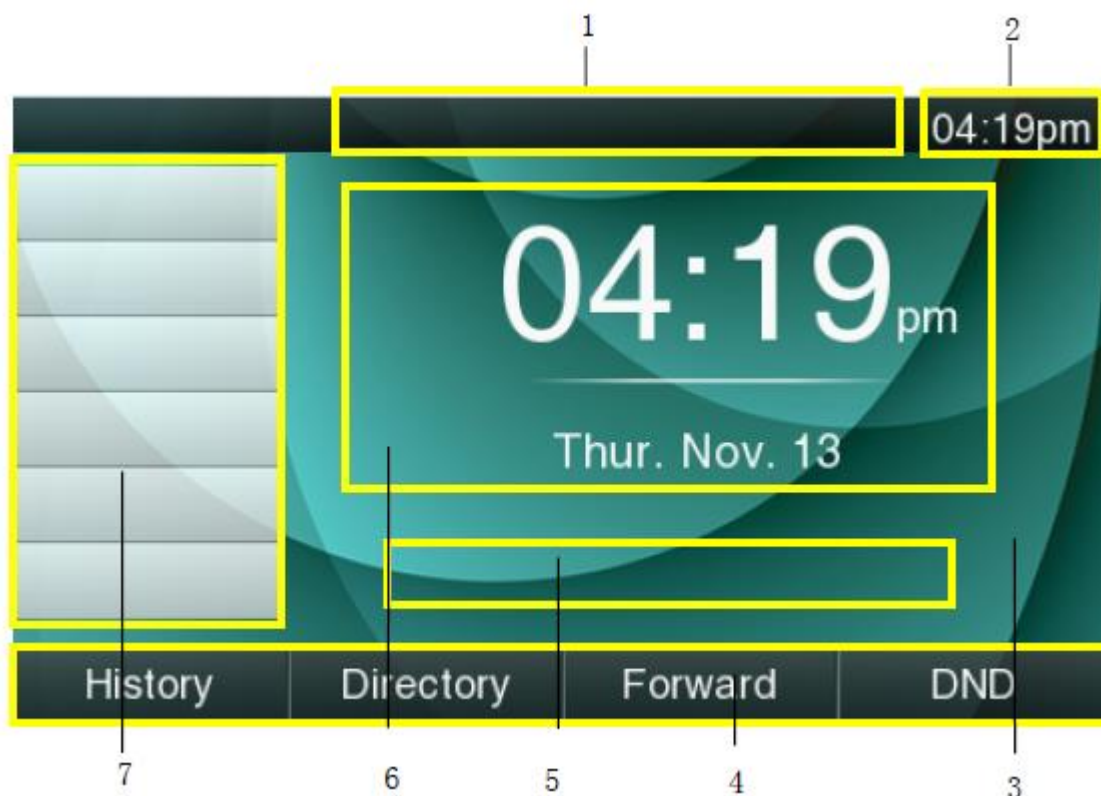 1 2
04:19pm
04:19pm
Thur. Nov. 13
History Directory Forward DND
7 6 5 4 3